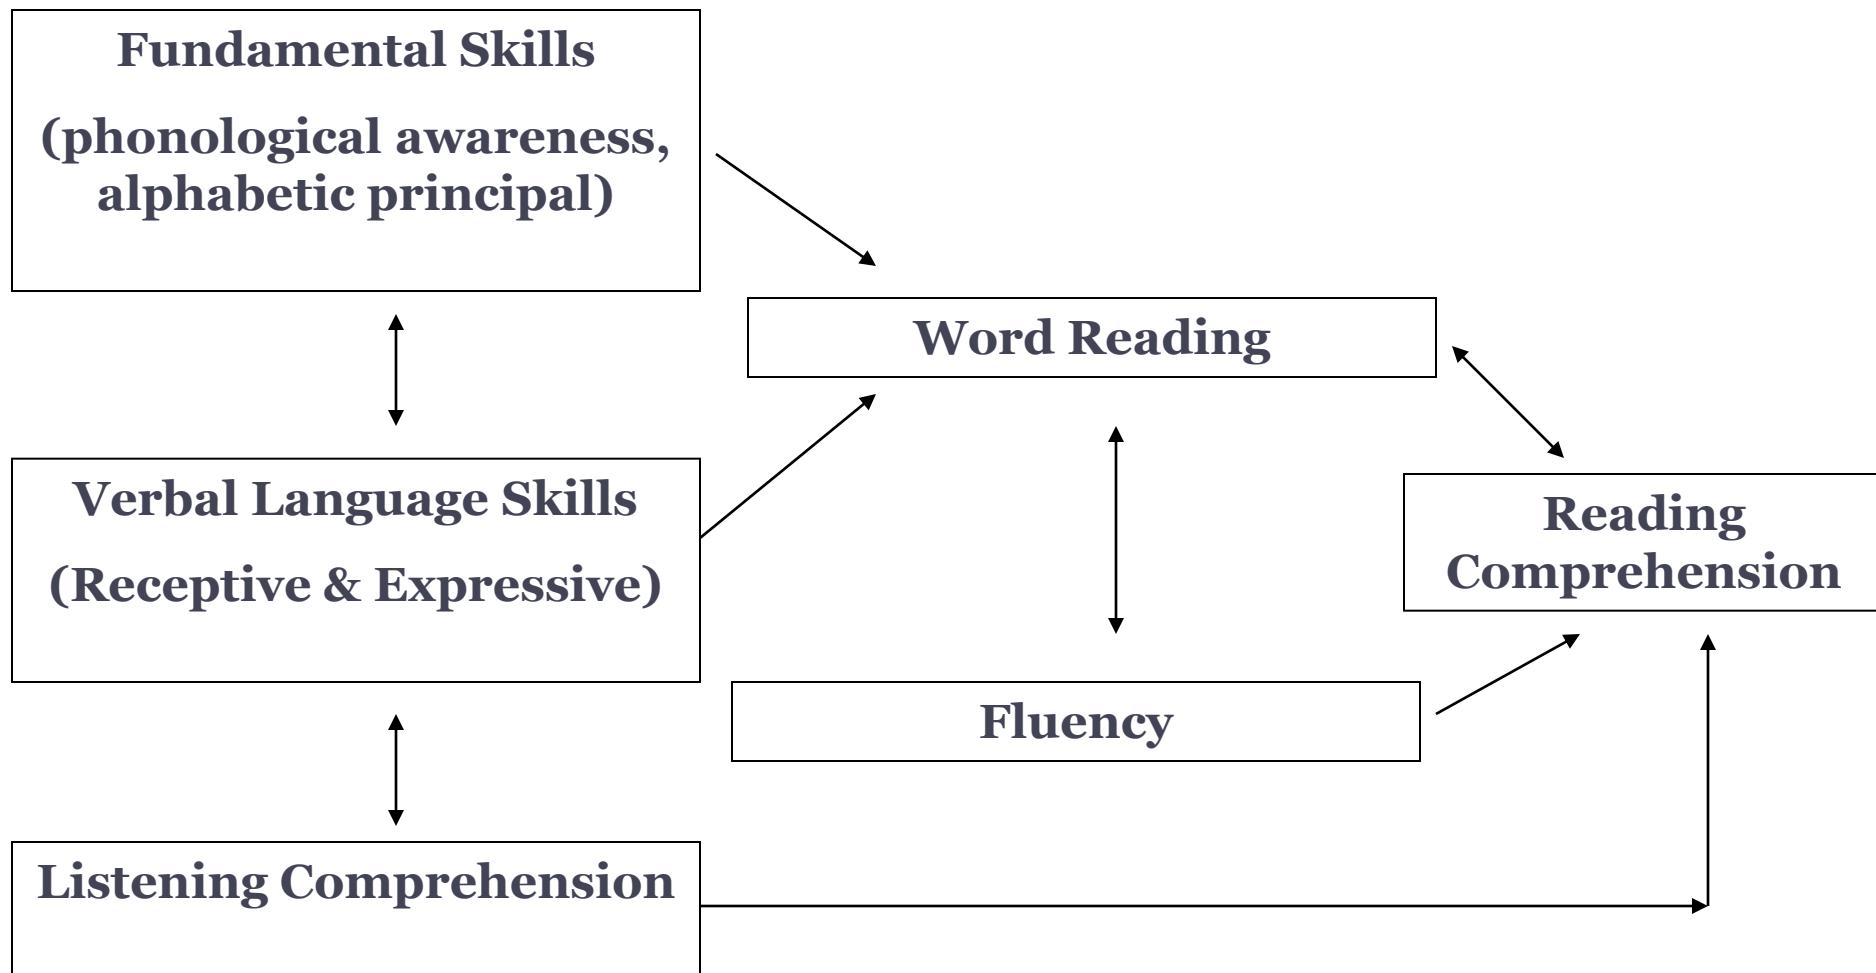 Fundamental Skills
(phonological awareness,
alphabetic principal)
Word Reading
Verbal Language Skills
(Receptive & Expressive)
Reading
Comprehension
Fluency
Listening Comprehension